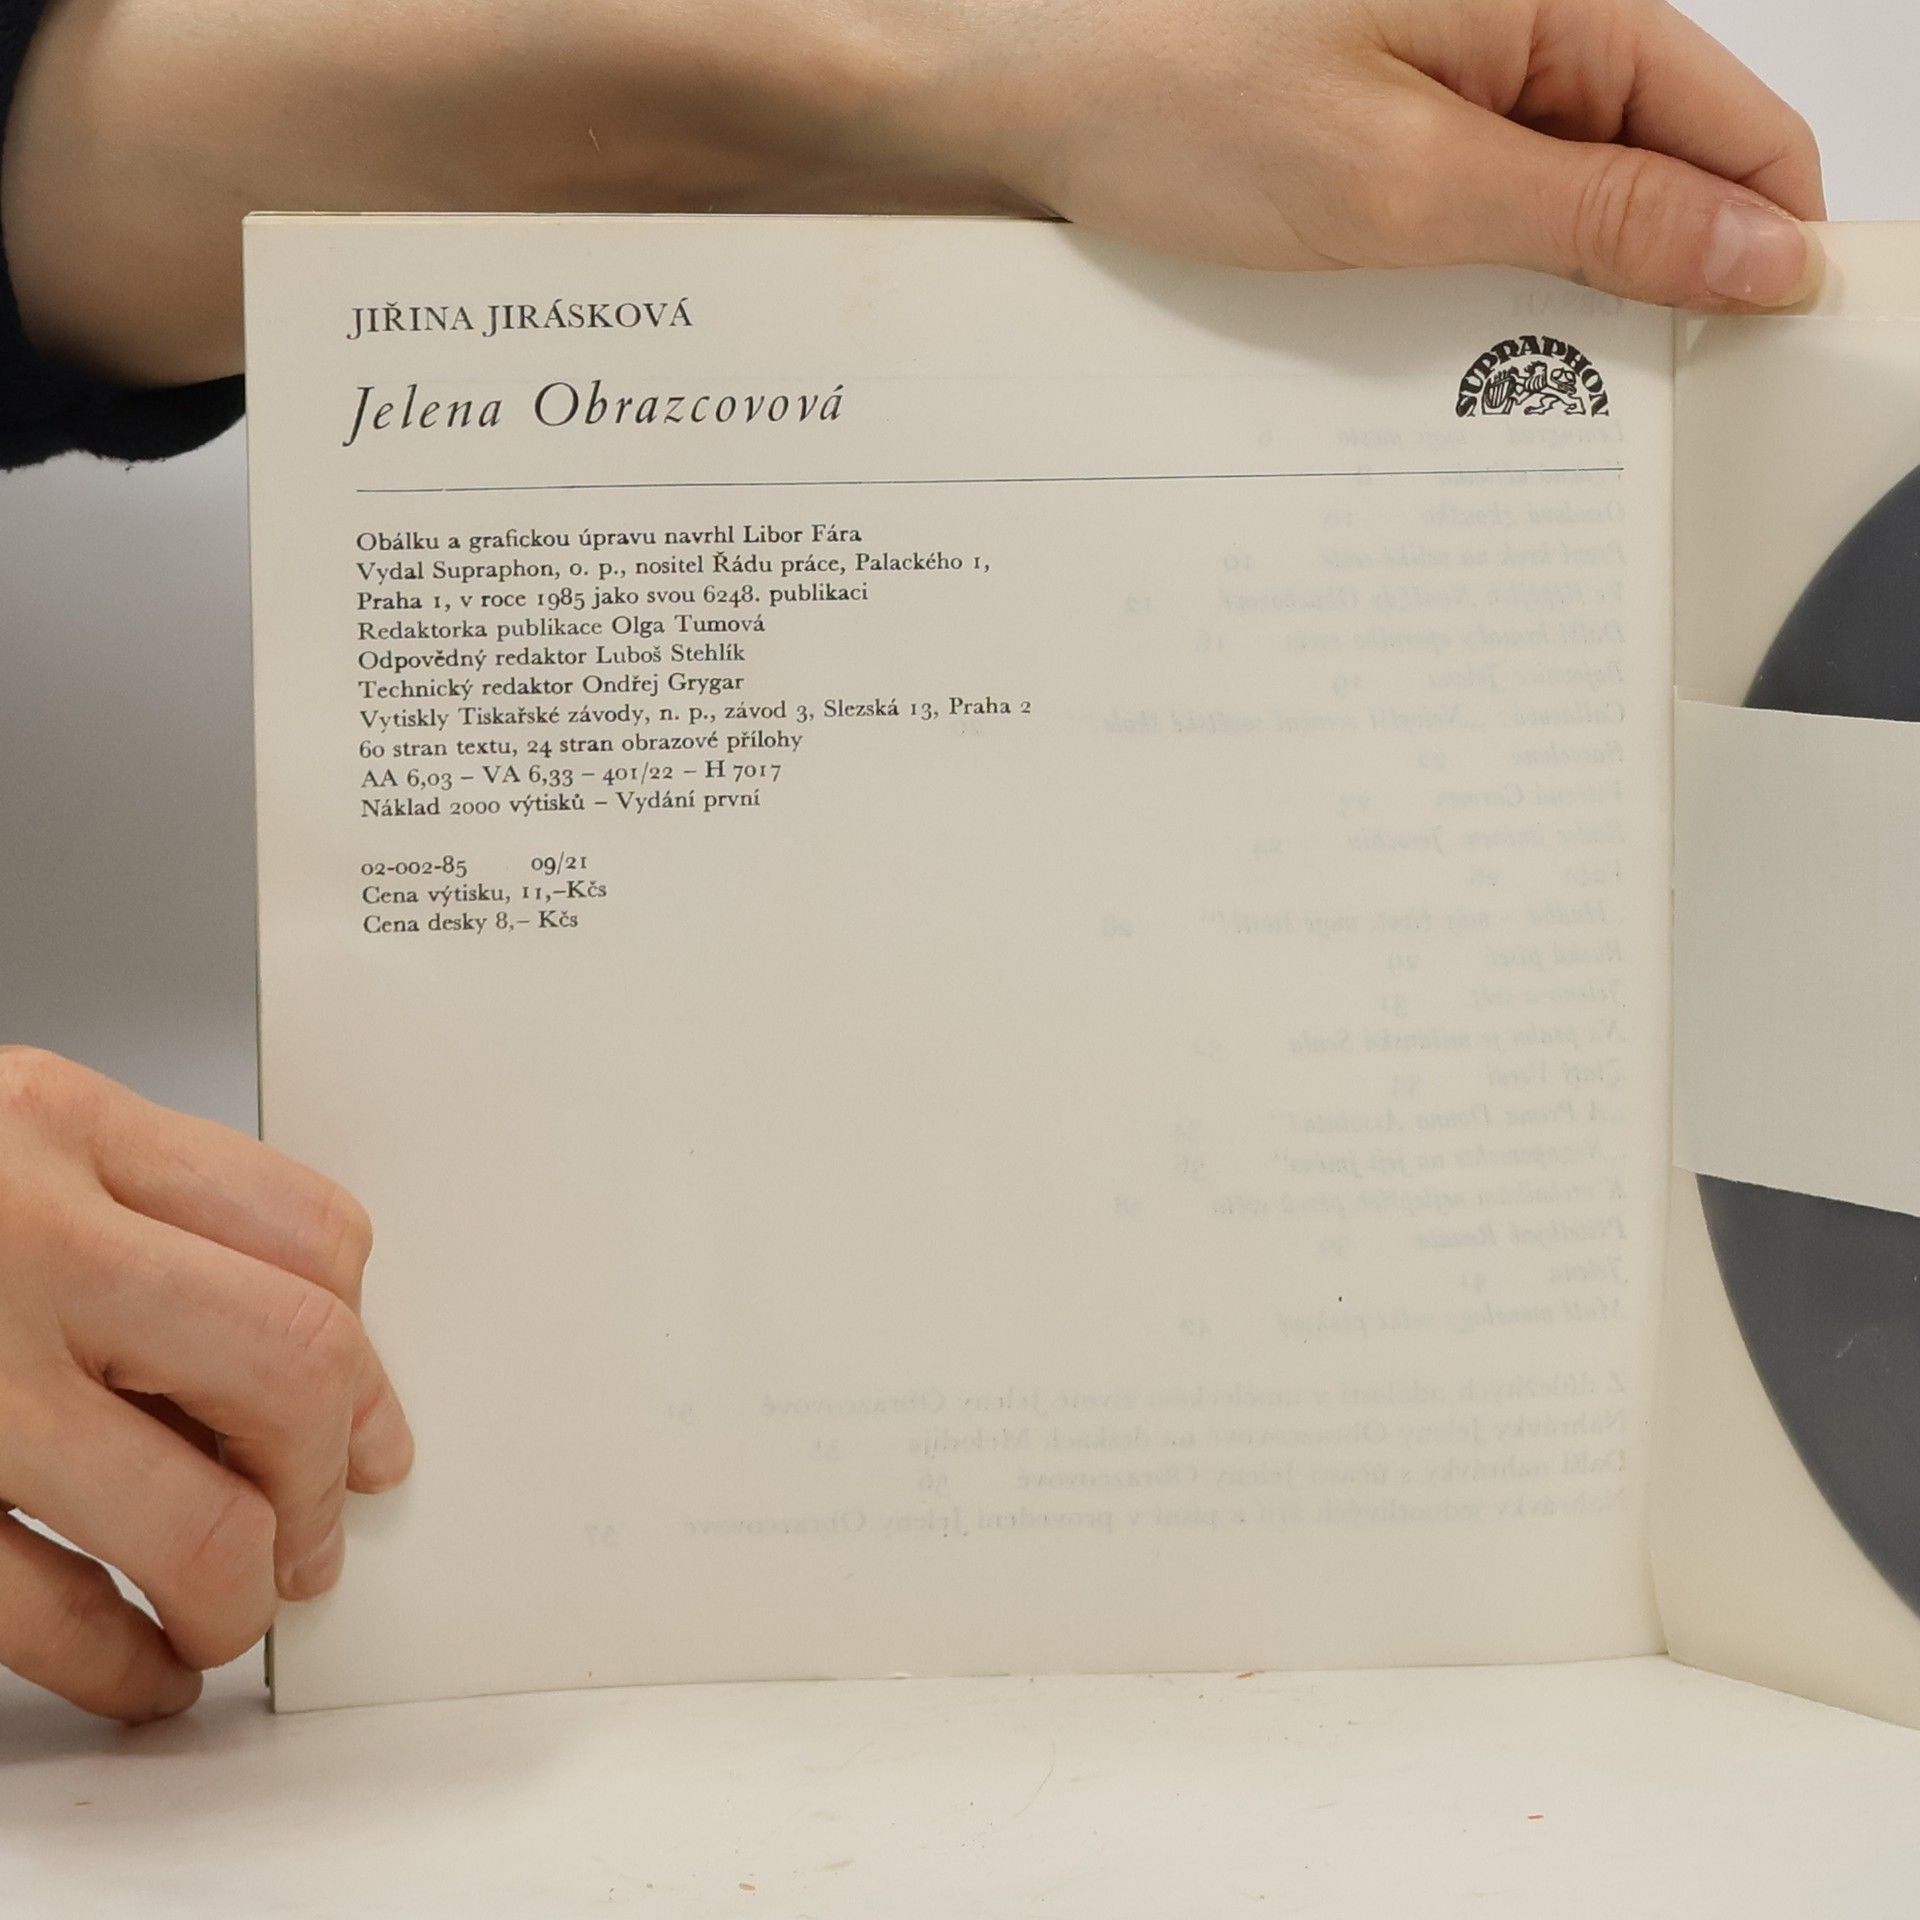 JIŘINA JIRÁSKOVÁ
Jelena Obrazcovová
SUPRAPHON
Obálku a grafickou úpravu navrhl Libor Fára
Vydal Supraphon, o. p., nositel Řádu práce, Palackého 1,
Praha 1, v roce 1985 jako svou 6248. publikaci
Redaktorka publikace Olga Tumová
Odpovědný redaktor Luboš Stehlík
Technický redaktor Ondřej Grygar
Vytiskly Tiskařské závody, n. p., závod 3, Slezská 13, Praha 2
60 stran textu, 24 stran obrazové přílohy
AA 6,03 – VA 6,33 – 401/22 – H 7017
Náklad 2000 výtisků – Vydání první
02-002-85 09/21
Cena výtisku, 11,–Kčs
Cena desky 8,– Kčs